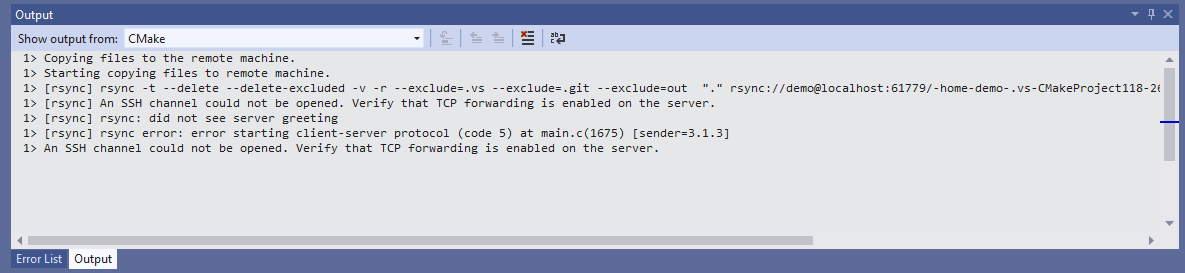 Output
Show output from: CMake
1> Copying files to the remote machine.
1> Starting copying files to remote machine.
1> [rsync] rsync -t --delete --delete-excluded -v -r --exclude=.vs --exclude=.git --exclude=out  "." rsync://demo@localhost:61779/-home-demo-.vs-CMakeProject118-26
1> [rsync] An SSH channel could not be opened. Verify that TCP forwarding is enabled on the server.
1> [rsync] rsync: did not see server greeting
1> [rsync] rsync error: error starting client-server protocol (code 5) at main.c(1675) [sender=3.1.3]
1> An SSH channel could not be opened. Verify that TCP forwarding is enabled on the server.
Error List Output